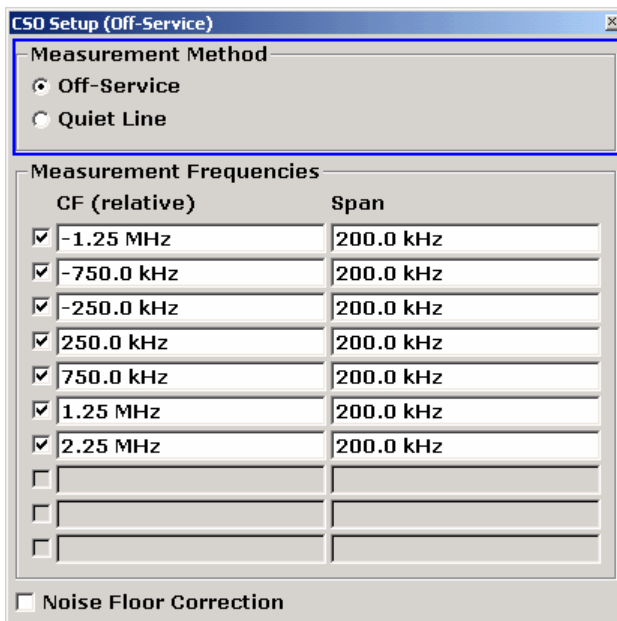 CSO Setup (Off-Service)
Measurement Method
Off-Service
Quiet Line
Measurement Frequencies
CF (relative) Span
-1.25 MHz 200.0 kHz
-750.0 kHz 200.0 kHz
-250.0 kHz 200.0 kHz
250.0 kHz 200.0 kHz
750.0 kHz 200.0 kHz
1.25 MHz 200.0 kHz
2.25 MHz 200.0 kHz
Noise Floor Correction